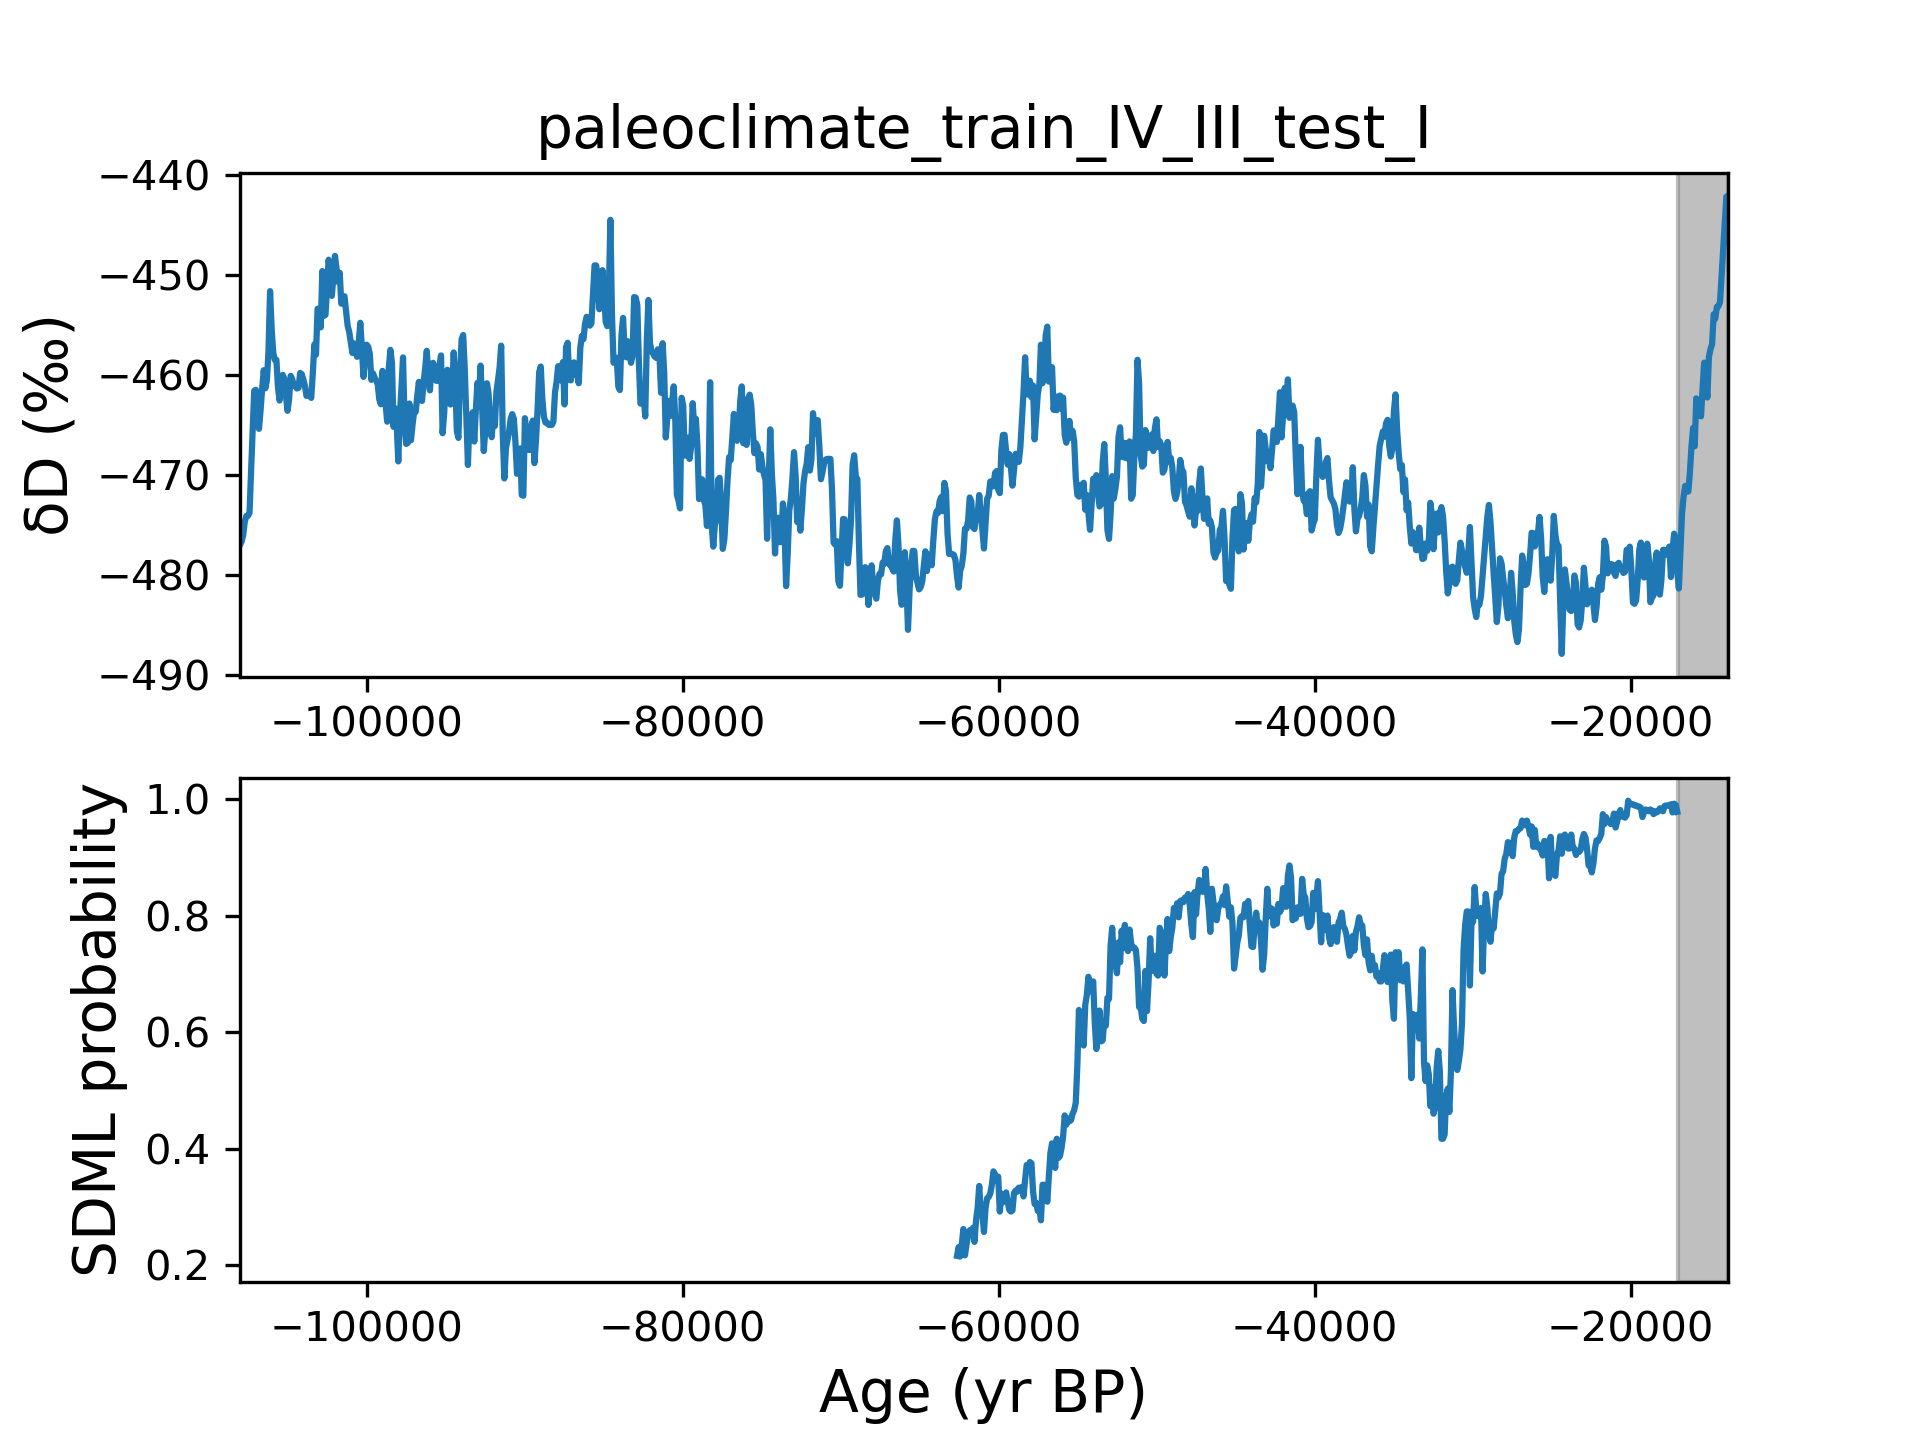 paleoclimate_train_IV_III_test_I
δD (‰)
−440
−450
−460
−470
−480
−490
−100000 −80000 −60000 −40000 −20000
SDML probability
1.0
0.8
0.6
0.4
0.2
−100000 −80000 −60000 −40000 −20000
Age (yr BP)